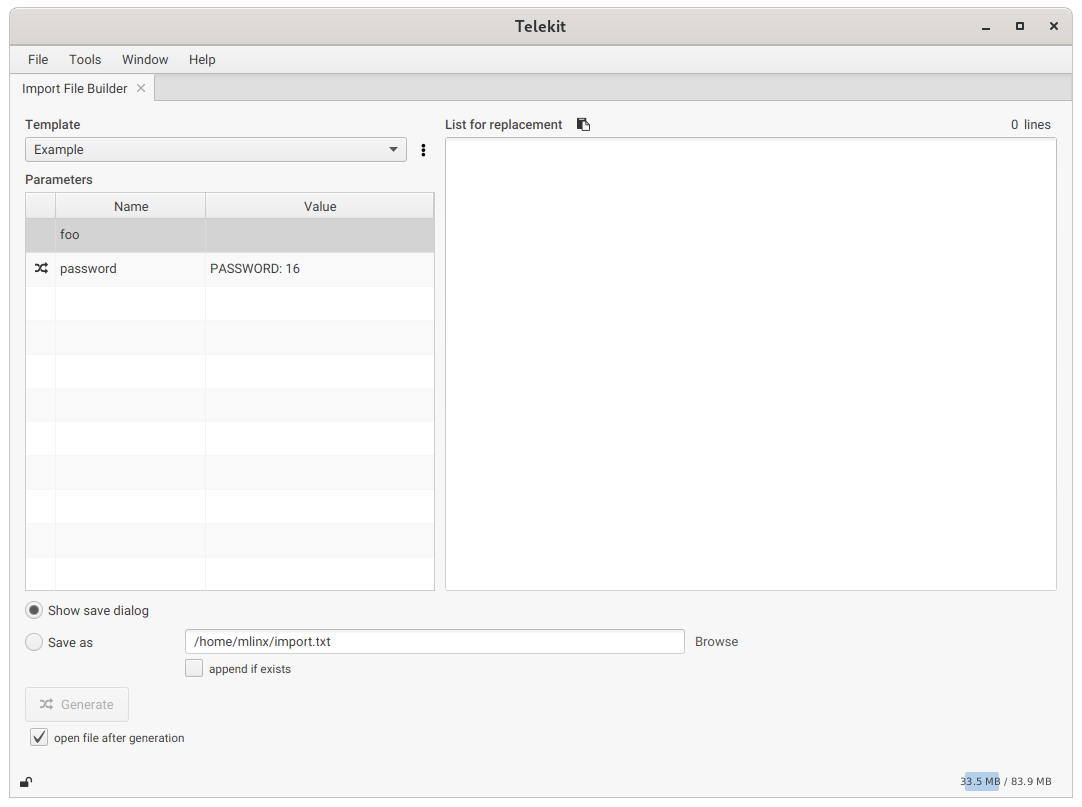 Telekit
File Tools Window Help
Import File Builder
Template
Example
Parameters
Name Value
foo
password PASSWORD: 16
List for replacement 0 lines
Show save dialog
Save as /home/mlinx/import.txt Browse
append if exists
Generate
open file after generation
33.5 MB / 83.9 MB